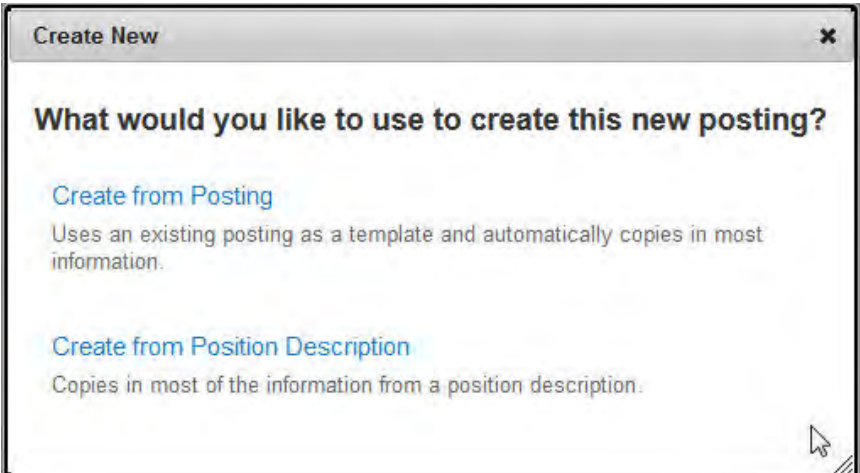 Create New
What would you like to use to create this new posting?
Create from Posting
Uses an existing posting as a template and automatically copies in most
information.
Create from Position Description
Copies in most of the information from a position description.